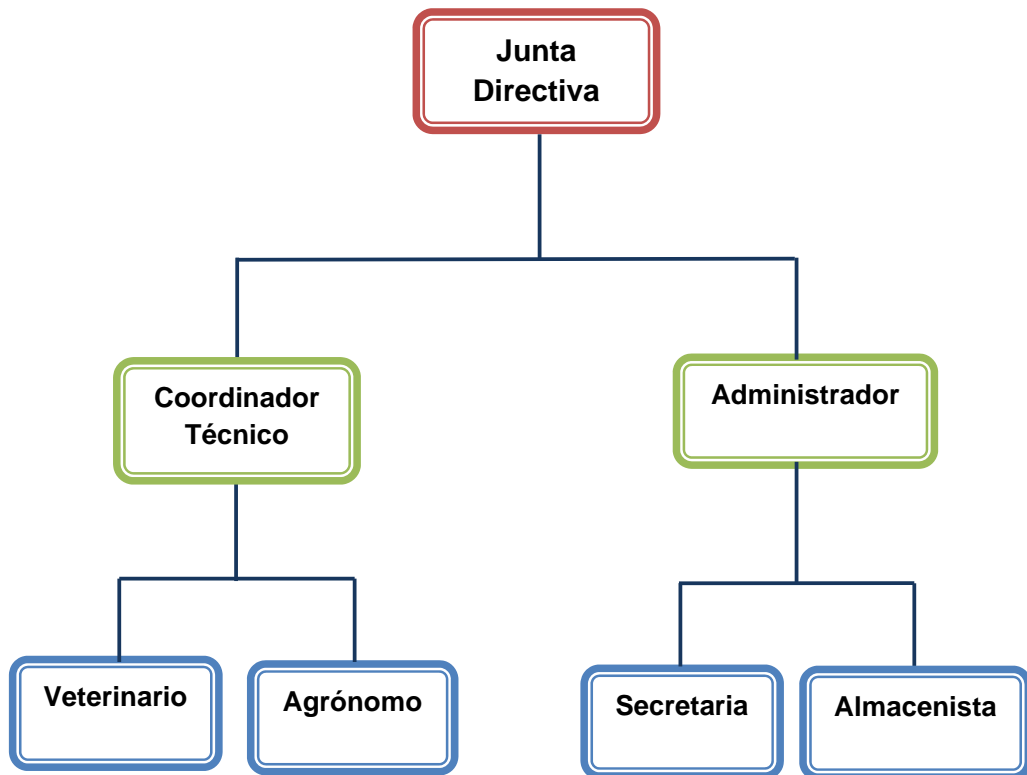 Junta
Directiva
Coordinador
Técnico
Administrador
Veterinario
Agrónomo
Secretaria
Almacenista